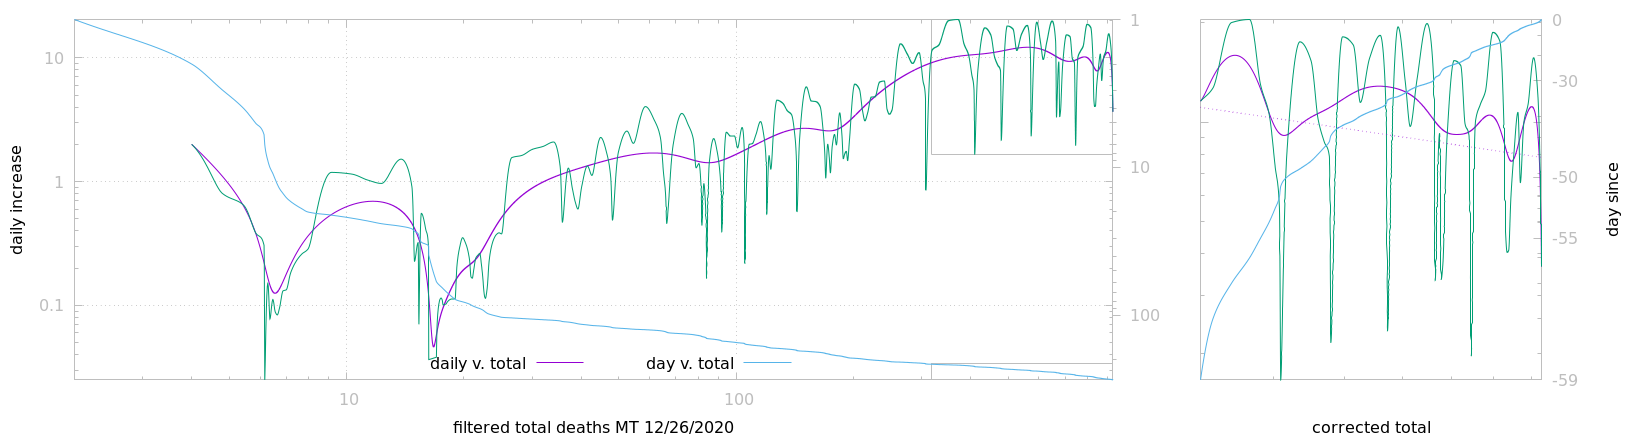 10
1
0.1
daily increase
10
100
filtered total deaths MT 12/26/2020
daily v. total
day v. total
1
10
100
0
-30
-50
-55
-59
day since
corrected total